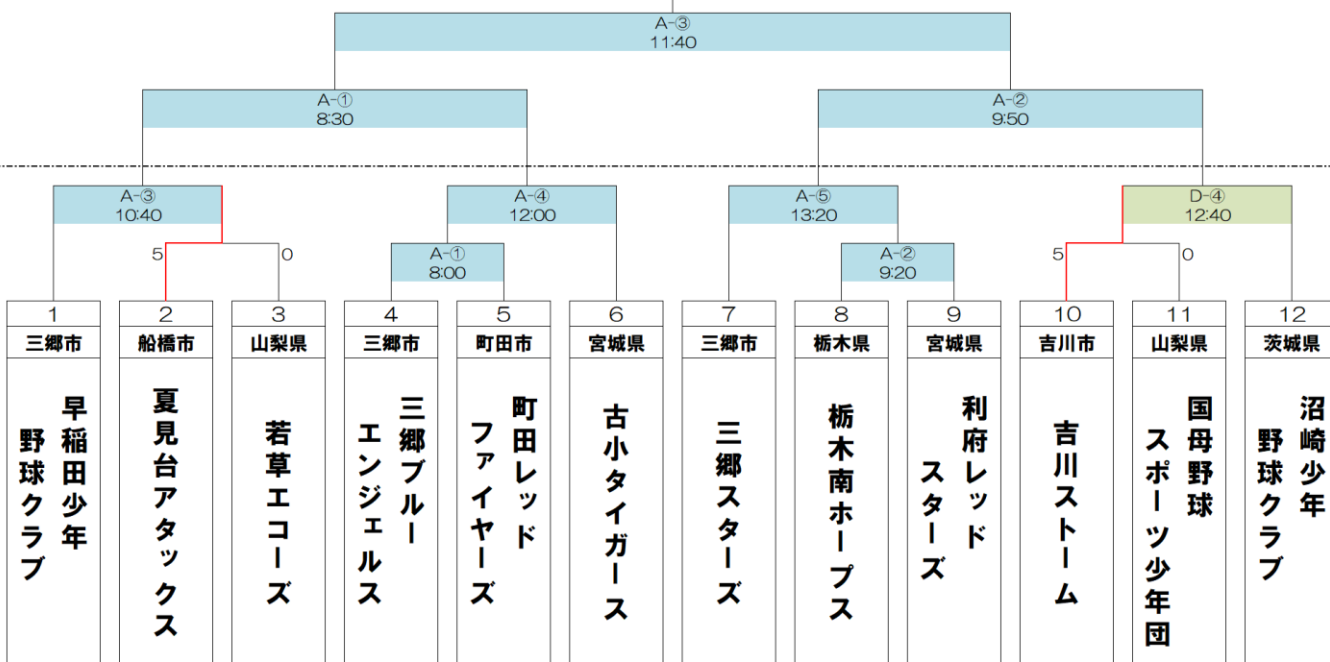 A-③
11:40
A-①
8:30
A-②
9:50
A-③
10:40
A-④
12:00
A-⑤
13:20
D-④
12:40
5
0
A-①
8:00
A-②
9:20
5
0
1
三郷市
早稲田少年
野球クラブ
2
船橋市
夏見台アタックス
3
山梨県
若草エコーズ
4
三郷市
三郷ブルー
エンジェルス
5
町田市
町田レッド
ファイヤーズ
6
宮城県
古小タイガース
7
三郷市
三郷スターズ
8
栃木県
栃木南ホープス
9
宮城県
利府レッド
スターズ
10
吉川市
吉川ストーム
11
山梨県
国母野球
スポーツ少年団
12
茨城県
沼崎少年
野球クラブ